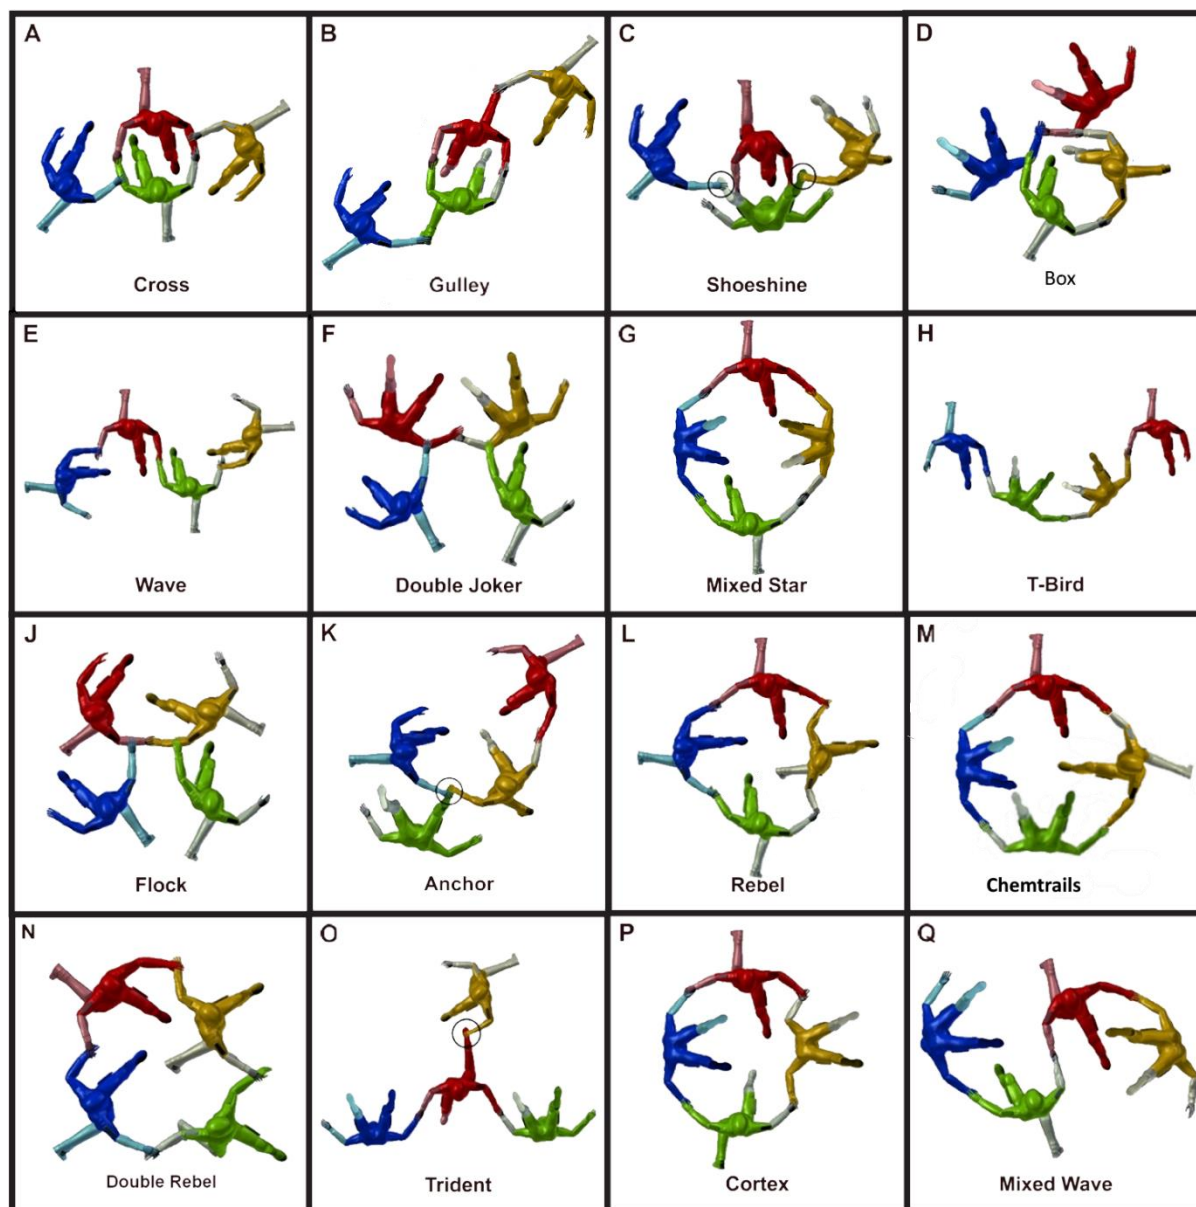 A
Cross
B
Gulley
C
Shoeshine
D
Box
E
Wave
F
Double Joker
G
Mixed Star
H
T-Bird
J
Flock
K
Anchor
L
Rebel
M
Chemtrails
N
Double Rebel
O
Trident
P
Cortex
Q
Mixed Wave